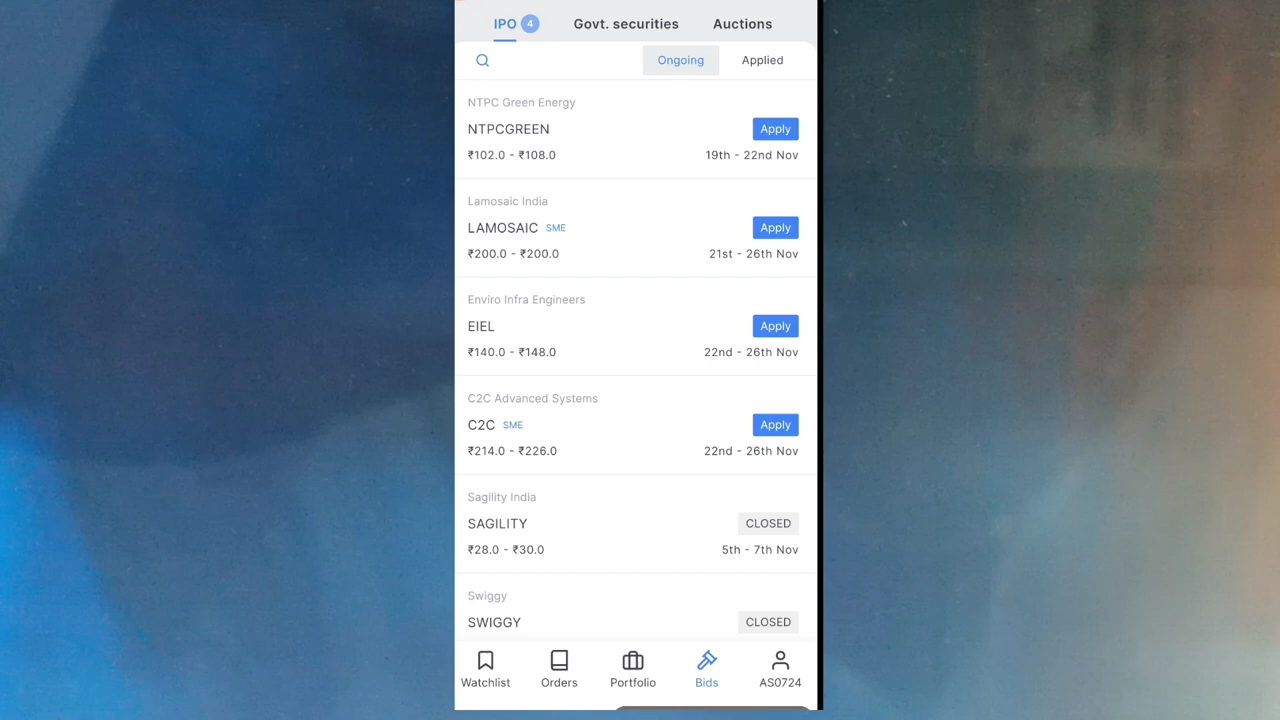 IPO 4 Govt. securities Auctions
Ongoing Applied
NTPC Green Energy
NTPCGREEN Apply
₹102.0 - ₹108.0 19th - 22nd Nov
Lamosaic India
LAMOSAIC SME Apply
₹200.0 - ₹200.0 21st - 26th Nov
Enviro Infra Engineers
EIEL Apply
₹140.0 - ₹148.0 22nd - 26th Nov
C2C Advanced Systems
C2C SME Apply
₹214.0 - ₹226.0 22nd - 26th Nov
Sagility India
SAGILITY CLOSED
₹28.0 - ₹30.0 5th - 7th Nov
Swiggy
SWIGGY CLOSED
Watchlist Orders Portfolio Bids AS0724